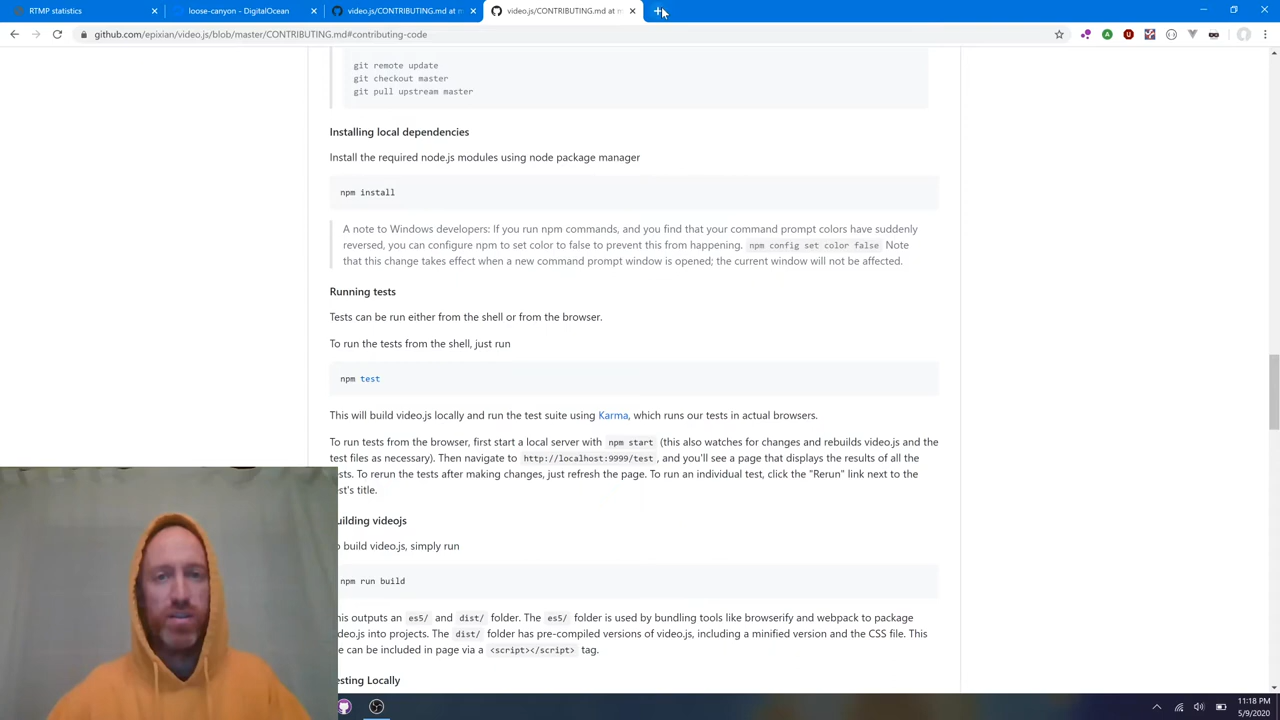 RTMP statistics
loose-canyon - DigitalOcean
video.js/CONTRIBUTING.md at m
video.js/CONTRIBUTING.md at m
github.com/epixian/video.js/blob/master/CONTRIBUTING.md#contributing-code
git remote update
git checkout master
git pull upstream master
Installing local dependencies
Install the required node.js modules using node package manager
npm install
A note to Windows developers: If you run npm commands, and you find that your command prompt colors have suddenly
reversed, you can configure npm to set color to false to prevent this from happening. npm config set color false Note
that this change takes effect when a new command prompt window is opened; the current window will not be affected.
Running tests
Tests can be run either from the shell or from the browser.
To run the tests from the shell, just run
npm test
This will build video.js locally and run the test suite using Karma, which runs our tests in actual browsers.
To run tests from the browser, first start a local server with npm start (this also watches for changes and rebuilds video.js and the
test files as necessary). Then navigate to http://localhost:9999/test, and you'll see a page that displays the results of all the
sts. To rerun the tests after making changes, just refresh the page. To run an individual test, click the "Rerun" link next to the
st's title.
uilding videojs
o build video.js, simply run
npm run build
his outputs an es5/ and dist/ folder. The es5/ folder is used by bundling tools like browserify and webpack to package
deo.js into projects. The dist/ folder has pre-compiled versions of video.js, including a minified version and the CSS file. This
e can be included in page via a <script></script> tag.
esting Locally
11:18 PM
5/9/2020